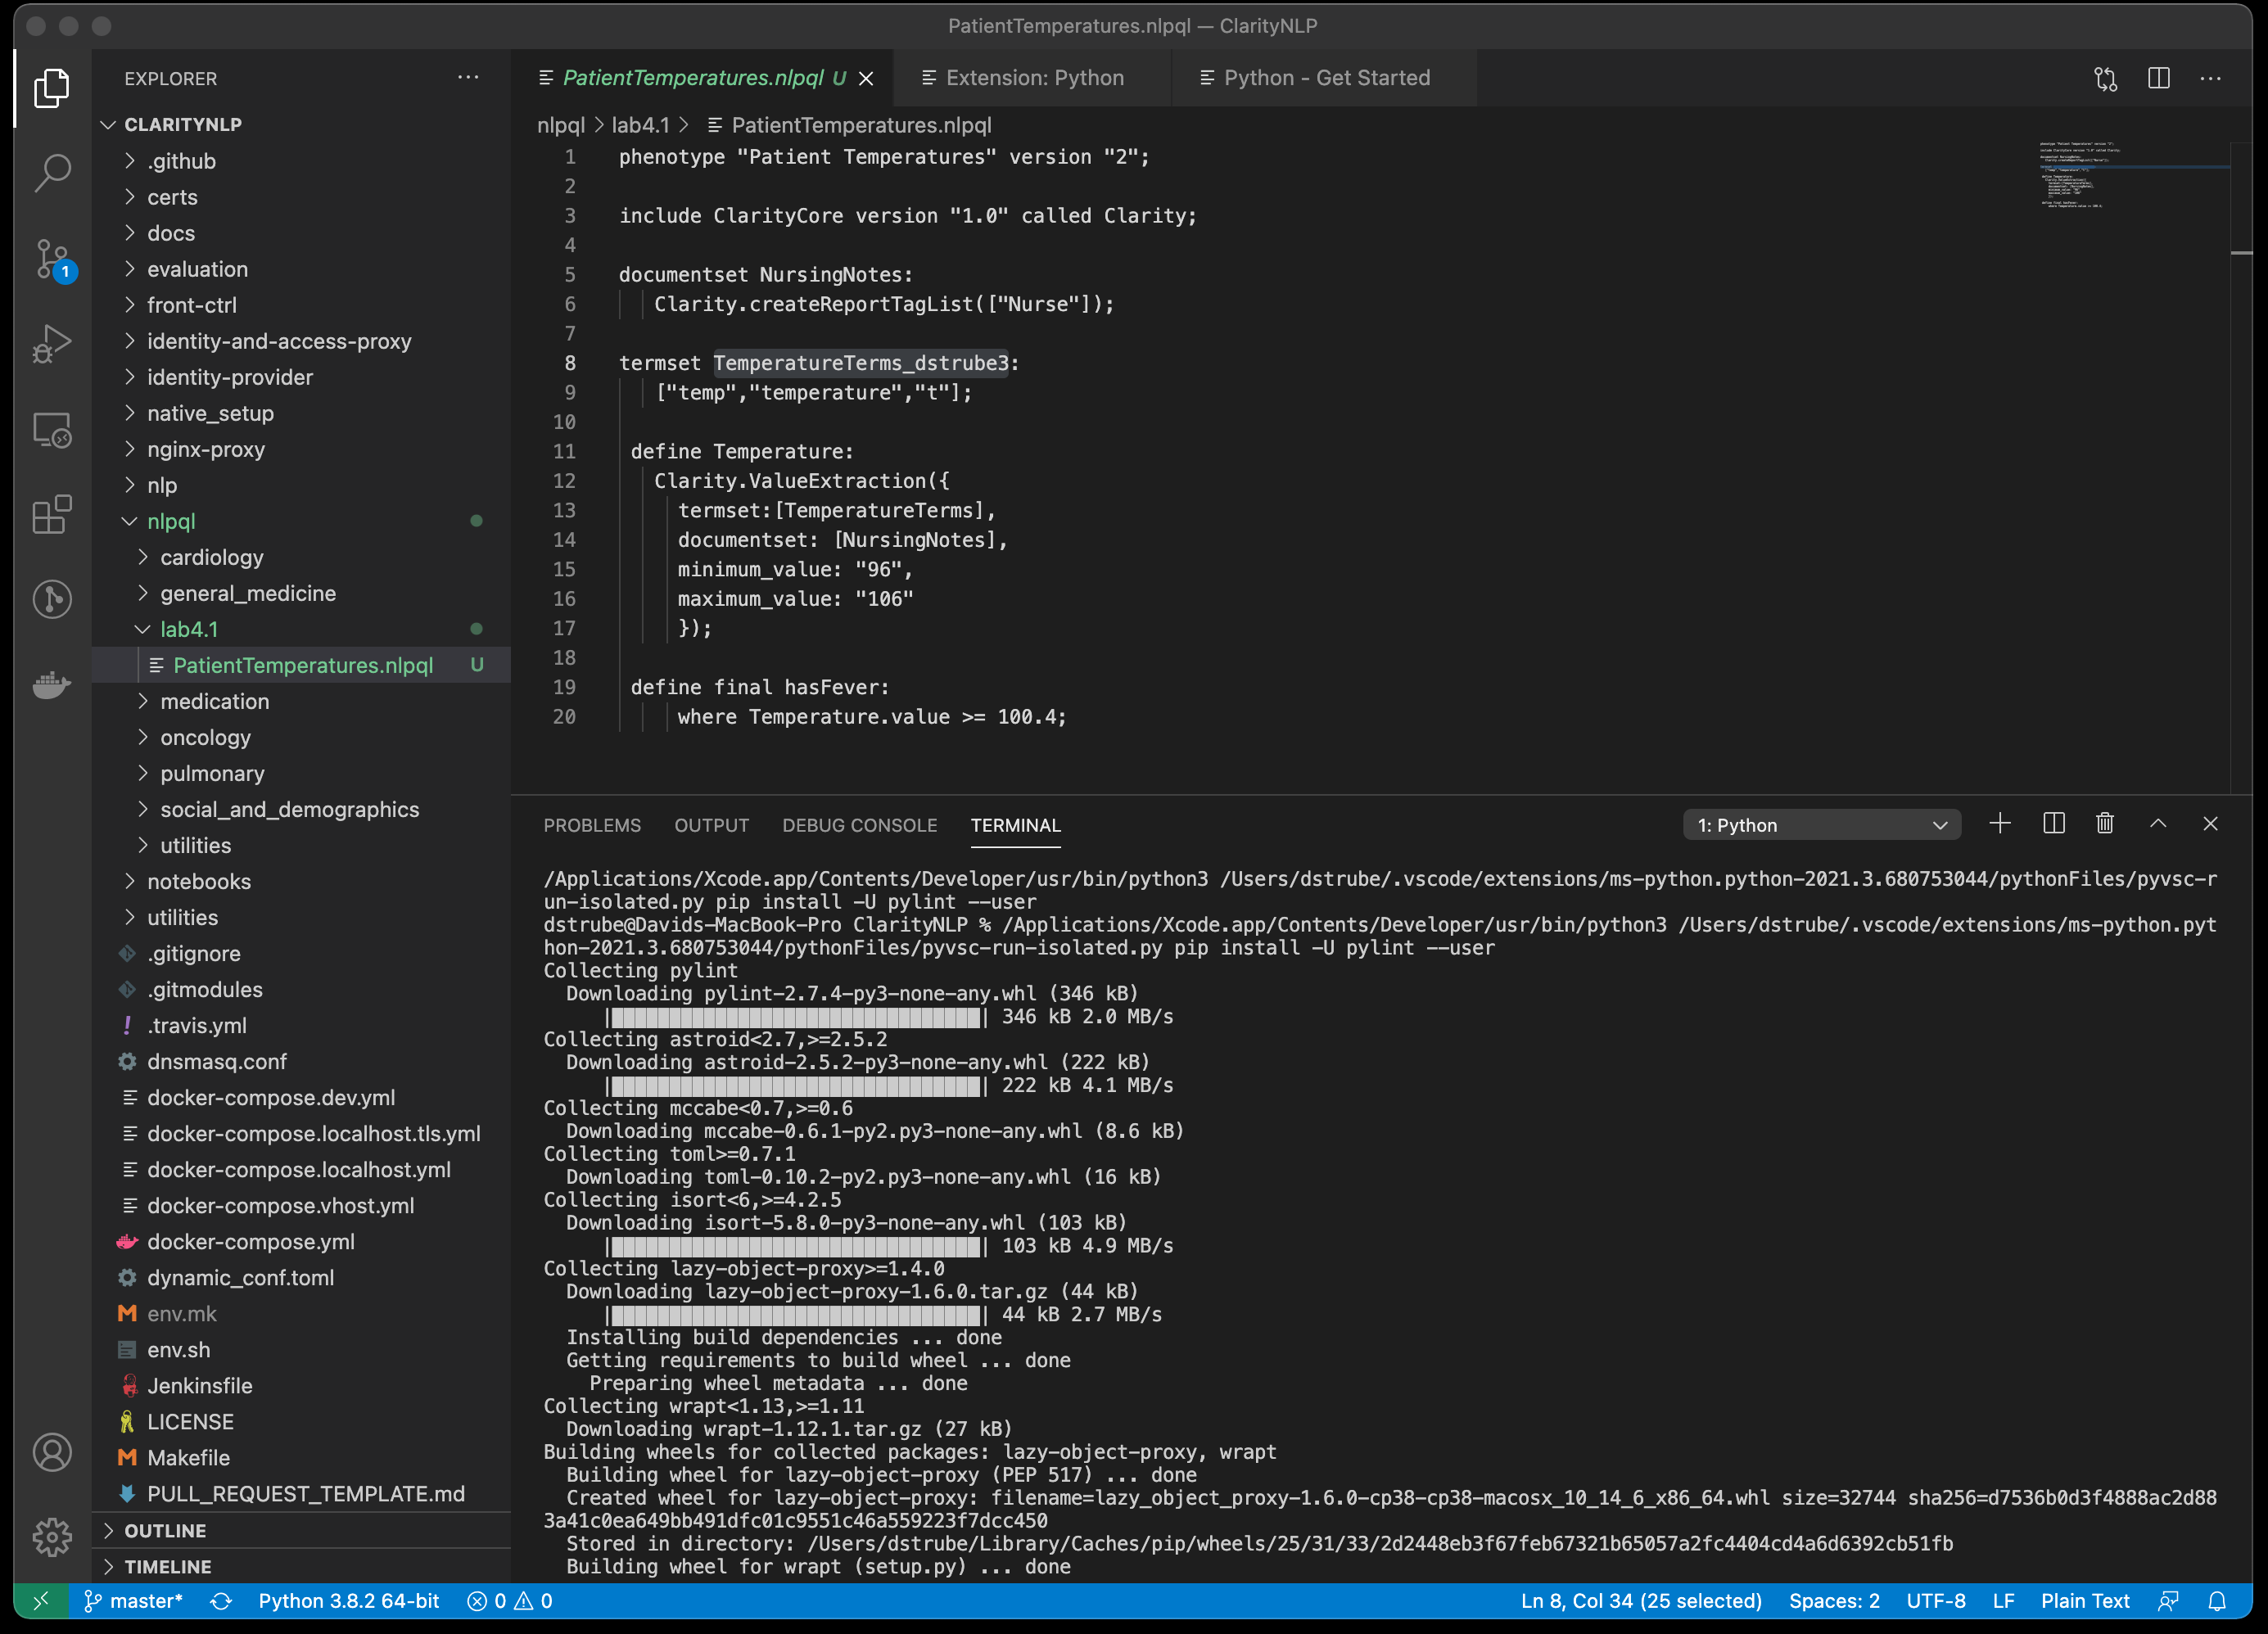 PatientTemperatures.nlpql — ClarityNLP
EXPLORER
CLARITYNLP
.github
certs
docs
evaluation
front-ctrl
identity-and-access-proxy
identity-provider
native_setup
nginx-proxy
nlp
nlpql
cardiology
general_medicine
lab4.1
PatientTemperatures.nlpql U
medication
oncology
pulmonary
social_and_demographics
utilities
notebooks
utilities
.gitignore
.gitmodules
.travis.yml
dnsmasq.conf
docker-compose.dev.yml
docker-compose.localhost.tls.yml
docker-compose.localhost.yml
docker-compose.vhost.yml
docker-compose.yml
dynamic_conf.toml
env.mk
env.sh
Jenkinsfile
LICENSE
Makefile
PULL_REQUEST_TEMPLATE.md
OUTLINE
TIMELINE
1
PatientTemperatures.nlpql U Extension: Python Python - Get Started
nlpql > lab4.1 > PatientTemperatures.nlpql
1 phenotype "Patient Temperatures" version "2";
2
3 include ClarityCore version "1.0" called Clarity;
4
5 documentset NursingNotes:
6 Clarity.createReportTagList(["Nurse"]);
7
8 termset TemperatureTerms_dstrube3:
9 ["temp","temperature","t"];
10
11 define Temperature:
12 Clarity.ValueExtraction({
13 termset:[TemperatureTerms],
14 documentset: [NursingNotes],
15 minimum_value: "96",
16 maximum_value: "106"
17 });
18
19 define final hasFever:
20 where Temperature.value >= 100.4;
PROBLEMS OUTPUT DEBUG CONSOLE TERMINAL 1: Python
/Applications/Xcode.app/Contents/Developer/usr/bin/python3 /Users/dstrube/.vscode/extensions/ms-python.python-2021.3.680753044/pythonFiles/pyvsc-r
un-isolated.py pip install -U pylint --user
dstrube@Davids-MacBook-Pro ClarityNLP % /Applications/Xcode.app/Contents/Developer/usr/bin/python3 /Users/dstrube/.vscode/extensions/ms-python.pyt
hon-2021.3.680753044/pythonFiles/pyvsc-run-isolated.py pip install -U pylint --user
Collecting pylint
Downloading pylint-2.7.4-py3-none-any.whl (346 kB)
346 kB 2.0 MB/s
Collecting astroid<2.7,>=2.5.2
Downloading astroid-2.5.2-py3-none-any.whl (222 kB)
222 kB 4.1 MB/s
Collecting mccabe<0.7,>=0.6
Downloading mccabe-0.6.1-py2.py3-none-any.whl (8.6 kB)
Collecting toml>=0.7.1
Downloading toml-0.10.2-py2.py3-none-any.whl (16 kB)
Collecting isort<6,>=4.2.5
Downloading isort-5.8.0-py3-none-any.whl (103 kB)
103 kB 4.9 MB/s
Collecting lazy-object-proxy>=1.4.0
Downloading lazy-object-proxy-1.6.0.tar.gz (44 kB)
44 kB 2.7 MB/s
Installing build dependencies ... done
Getting requirements to build wheel ... done
Preparing wheel metadata ... done
Collecting wrapt<1.13,>=1.11
Downloading wrapt-1.12.1.tar.gz (27 kB)
Building wheels for collected packages: lazy-object-proxy, wrapt
Building wheel for lazy-object-proxy (PEP 517) ... done
Created wheel for lazy-object-proxy: filename=lazy_object_proxy-1.6.0-cp38-cp38-macosx_10_14_6_x86_64.whl size=32744 sha256=d7536b0d3f4888ac2d88
3a41c0ea649bb491dfc01c9551c46a559223f7dcc450
Stored in directory: /Users/dstrube/Library/Caches/pip/wheels/25/31/33/2d2448eb3f67feb67321b65057a2fc4404cd4a6d6392cb51fb
Building wheel for wrapt (setup.py) ... done
master* Python 3.8.2 64-bit 0 0 Ln 8, Col 34 (25 selected) Spaces: 2 UTF-8 LF Plain Text